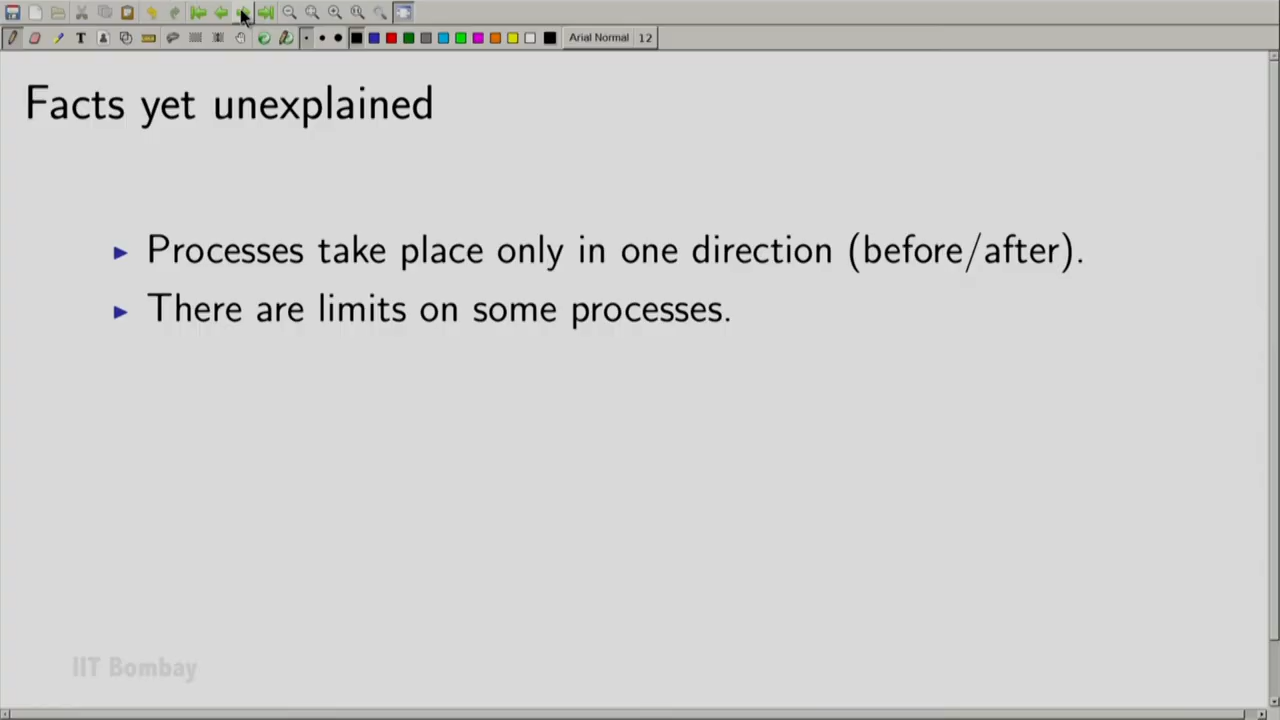 T
Arial Normal 12
Facts yet unexplained
▶ Processes take place only in one direction (before/after).
▶ There are limits on some processes.
IIT Bombay